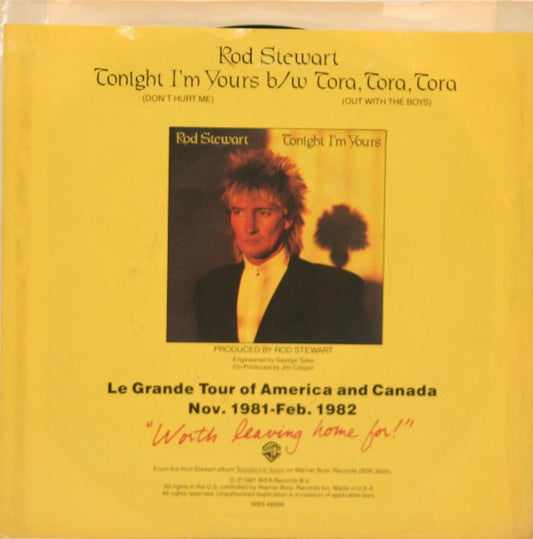 Rod Stewart
Tonight I'm Yours b/w Tora, Tora, Tora
(DON'T HURT ME) (OUT WITH THE BOYS)
Rod Stewart Tonight I'm Yours
PRODUCED BY ROD STEWART
Engineered by George Tutko
Co-Produced by Jim Cregan
Le Grande Tour of America and Canada
Nov. 1981-Feb. 1982
"Worth leaving home for!"
From the Rod Stewart album Tonight I'm Yours on Warner Bros. Records (BSK 3602)
© ℗ 1981 WEA Records B.V.
All rights in the U.S. controlled by Warner Bros. Records Inc. Made in U.S.A.
All rights reserved. Unauthorized duplication is a violation of applicable laws
WBS 49886